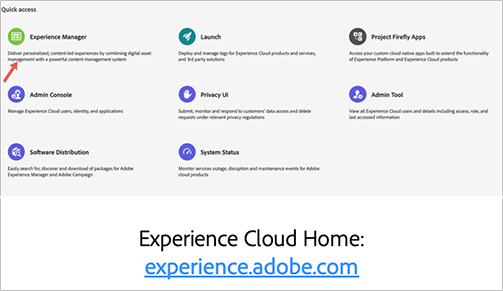 Quick access
Experience Manager
Deliver personalized, content-led experiences by combining digital asset
management with a powerful content management system
Launch
Deploy and manage tags for Experience Cloud products and services,
and 3rd party solutions
Project Firefly Apps
Access your custom cloud native apps built to extend the functionality
of Experience Platform and Experience Cloud products
Admin Console
Manage Experience Cloud users, identity, and applications
Privacy UI
Submit, monitor and respond to customers' data access and delete
requests under relevant privacy regulations
Admin Tool
View all Experience Cloud users and details including access, role, and
last accessed information
Software Distribution
Easily search for, discover and download of packages for Adobe
Experience Manager and Adobe Campaign
System Status
Monitor services outage, disruption and maintenance events for Adobe
cloud products
Experience Cloud Home:
experience.adobe.com